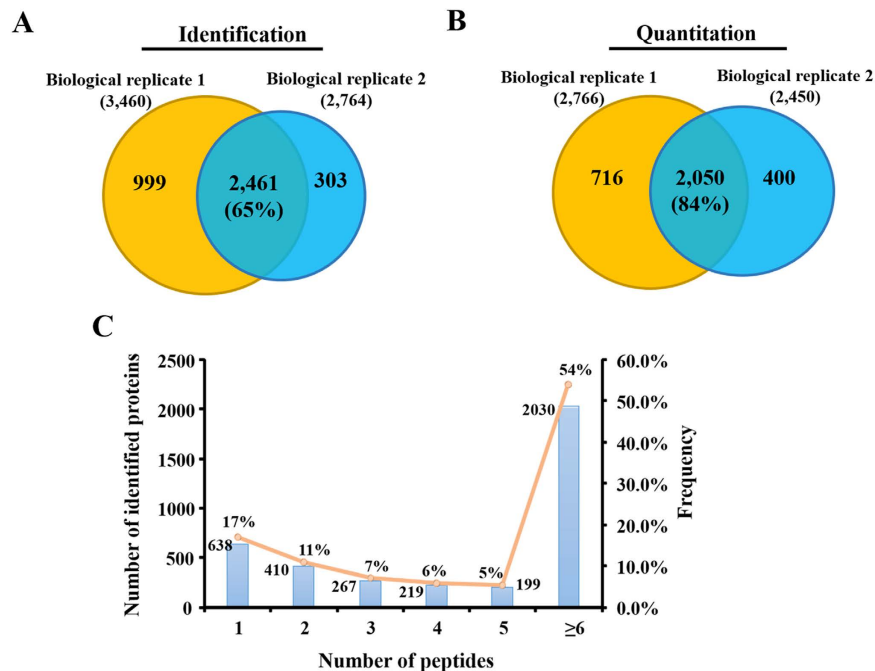 A
Identification
Biological replicate 1
(3,460)
Biological replicate 2
(2,764)
999
2,461
(65%)
303
B
Quantitation
Biological replicate 1
(2,766)
Biological replicate 2
(2,450)
716
2,050
(84%)
400
C
Number of identified proteins
2500
2000
1500
1000
500
0
60.0%
50.0%
40.0%
30.0%
20.0%
10.0%
0.0%
Frequency
17%
11%
7%
6%
5%
54%
638
410
267
219
199
2030
1 2 3 4 5 ≥6
Number of peptides